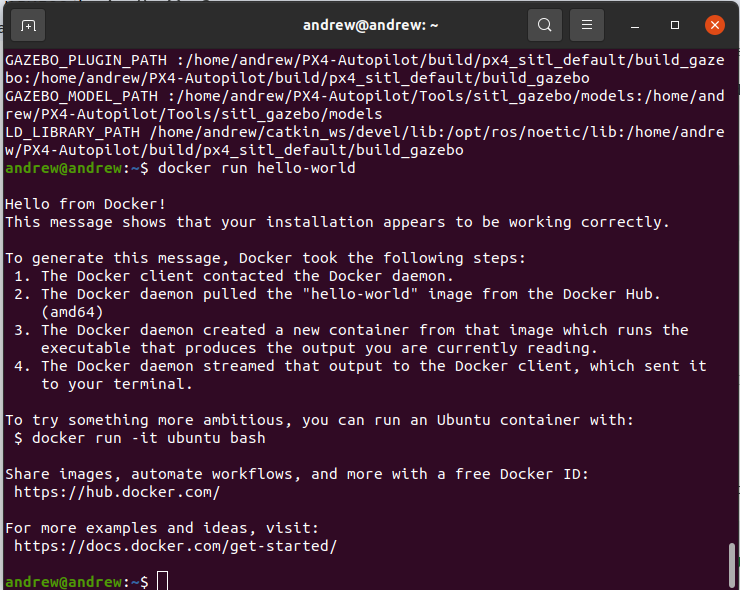 andrew@andrew: ~
GAZEBO_PLUGIN_PATH :/home/andrew/PX4-Autopilot/build/px4_sitl_default/build_gaze
bo:/home/andrew/PX4-Autopilot/build/px4_sitl_default/build_gazebo
GAZEBO_MODEL_PATH :/home/andrew/PX4-Autopilot/Tools/sitl_gazebo/models:/home/and
rew/PX4-Autopilot/Tools/sitl_gazebo/models
LD_LIBRARY_PATH /home/andrew/catkin_ws/devel/lib:/opt/ros/noetic/lib:/home/andre
w/PX4-Autopilot/build/px4_sitl_default/build_gazebo
andrew@andrew:~$ docker run hello-world
Hello from Docker!
This message shows that your installation appears to be working correctly.
To generate this message, Docker took the following steps:
1. The Docker client contacted the Docker daemon.
2. The Docker daemon pulled the "hello-world" image from the Docker Hub.
(amd64)
3. The Docker daemon created a new container from that image which runs the
executable that produces the output you are currently reading.
4. The Docker daemon streamed that output to the Docker client, which sent it
to your terminal.
To try something more ambitious, you can run an Ubuntu container with:
$ docker run -it ubuntu bash
Share images, automate workflows, and more with a free Docker ID:
https://hub.docker.com/
For more examples and ideas, visit:
https://docs.docker.com/get-started/
andrew@andrew:~$